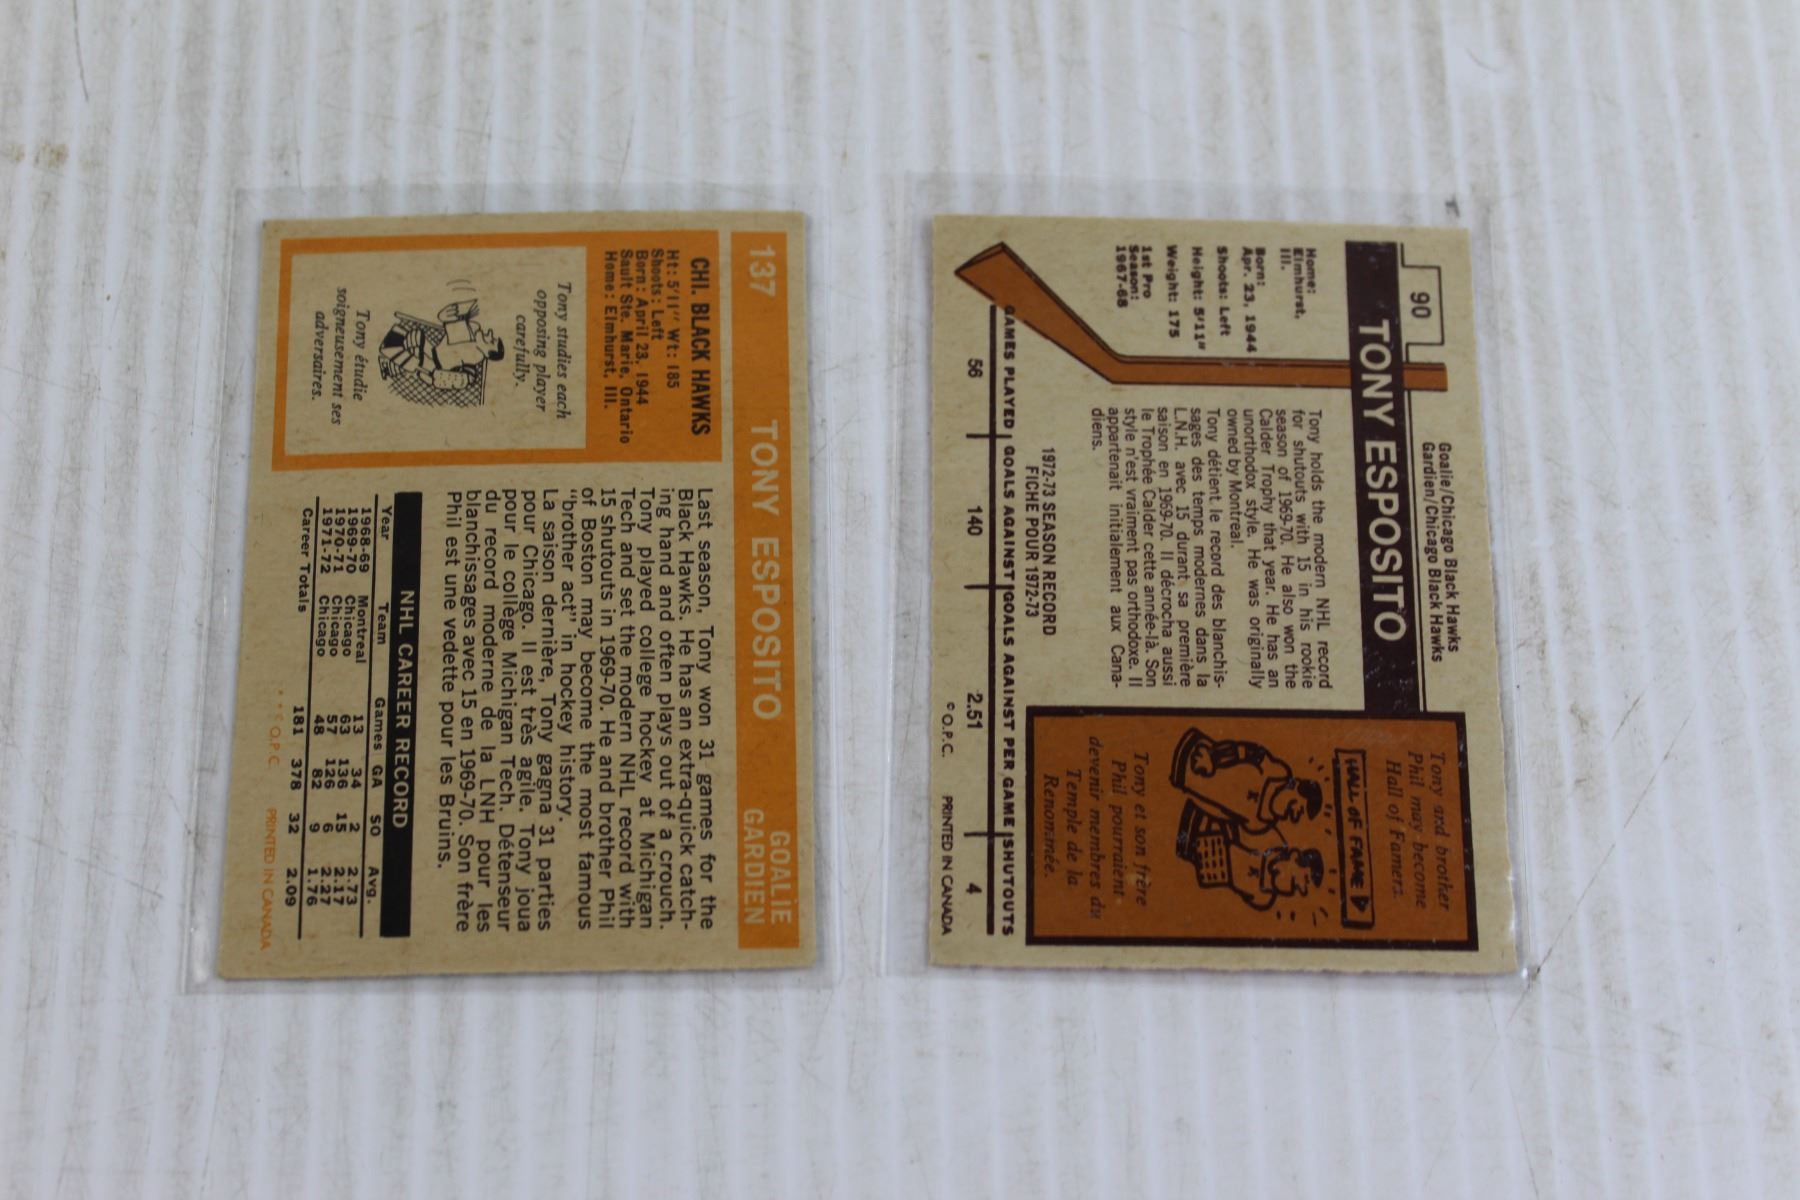 90
Goalie/Chicago Black Hawks
Gardien/Chicago Black Hawks
TONY ESPOSITO
Home:
Elmhurst,
Ill.
Born:
Apr. 23, 1944
Shoots: Left
Height: 5'11"
Weight: 175
1st Pro
Season:
1967-68
Tony holds the modern NHL record
for shutouts with 15 in his rookie
season of 1969-70. He also won the
Calder Trophy that year. He has an
unorthodox style. He was originally
owned by Montreal.
Tony détient le record des blanchis-
sages des temps modernes dans la
L.N.H. avec 15 durant sa première
saison en 1969-70. Il décrocha aussi
le Trophée Calder cette année-là. Son
style n'est vraiment pas orthodoxe. Il
appartenait initialement aux Cana-
diens.
Tony and brother
Phil may become
Hall of Famers.
HALL OF FAME
Tony et son frère
Phil pourraient
devenir membres du
Temple de la
Renommée.
1972-73 SEASON RECORD
FICHE POUR 1972-73
GAMES PLAYED GOALS AGAINST GOALS AGAINST PER GAME SHUTOUTS
56 140 2.51 4
© O.P.C. PRINTED IN CANADA
137 TONY ESPOSITO GOALIE
GARDIEN
CHI. BLACK HAWKS
Ht: 5'11" Wt: 185
Shoots: Left
Born: April 23, 1944
Sault Ste. Marie, Ontario
Home: Elmhurst, Ill.
Tony studies each
opposing player
carefully.
Tony étudie
soigneusement ses
adversaires.
Last season, Tony won 31 games for the
Black Hawks. He has an extra-quick catch-
ing hand and often plays out of a crouch.
Tony played college hockey at Michigan
Tech and set the modern NHL record with
15 shutouts in 1969-70. He and brother Phil
of Boston may become the most famous
"brother act" in hockey history.
La saison dernière, Tony gagna 31 parties
pour Chicago. Il est très agile. Tony joua
pour le collège Michigan Tech. Détenseur
du record moderne de la LNH pour les
blanchissages avec 15 en 1969-70. Son frère
Phil est une vedette pour les Bruins.
NHL CAREER RECORD
Year Team Games GA SO Avg.
1968-69 Montreal 13 34 2 2.73
1969-70 Chicago 63 136 15 2.17
1970-71 Chicago 57 126 6 2.27
1971-72 Chicago 48 82 9 1.76
Career Totals 181 378 32 2.09
**© O.P.C. PRINTED IN CANADA